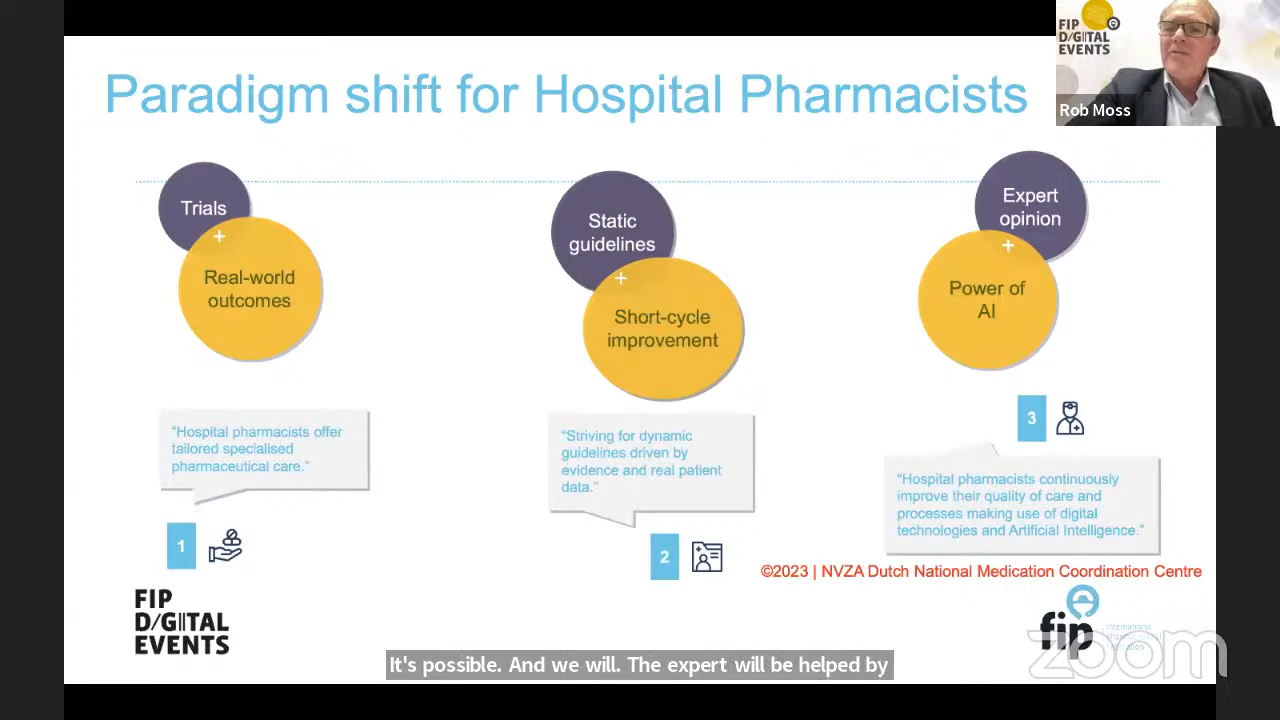 Paradigm shift for Hospital Pharmacists
FIP
D/GITAL
EVENTS
Rob Moss
Trials
+
Real-world
outcomes
Static
guidelines
+
Short-cycle
improvement
Expert
opinion
+
Power of
AI
"Hospital pharmacists offer
tailored specialised
pharmaceutical care."
1
"Striving for dynamic
guidelines driven by
evidence and real patient
data."
2
3
"Hospital pharmacists continuously
improve their quality of care and
processes making use of digital
technologies and Artificial Intelligence."
©2023 | NVZA Dutch National Medication Coordination Centre
FIP
D/GITAL
EVENTS
fip
International
zoom
It's possible. And we will. The expert will be helped by